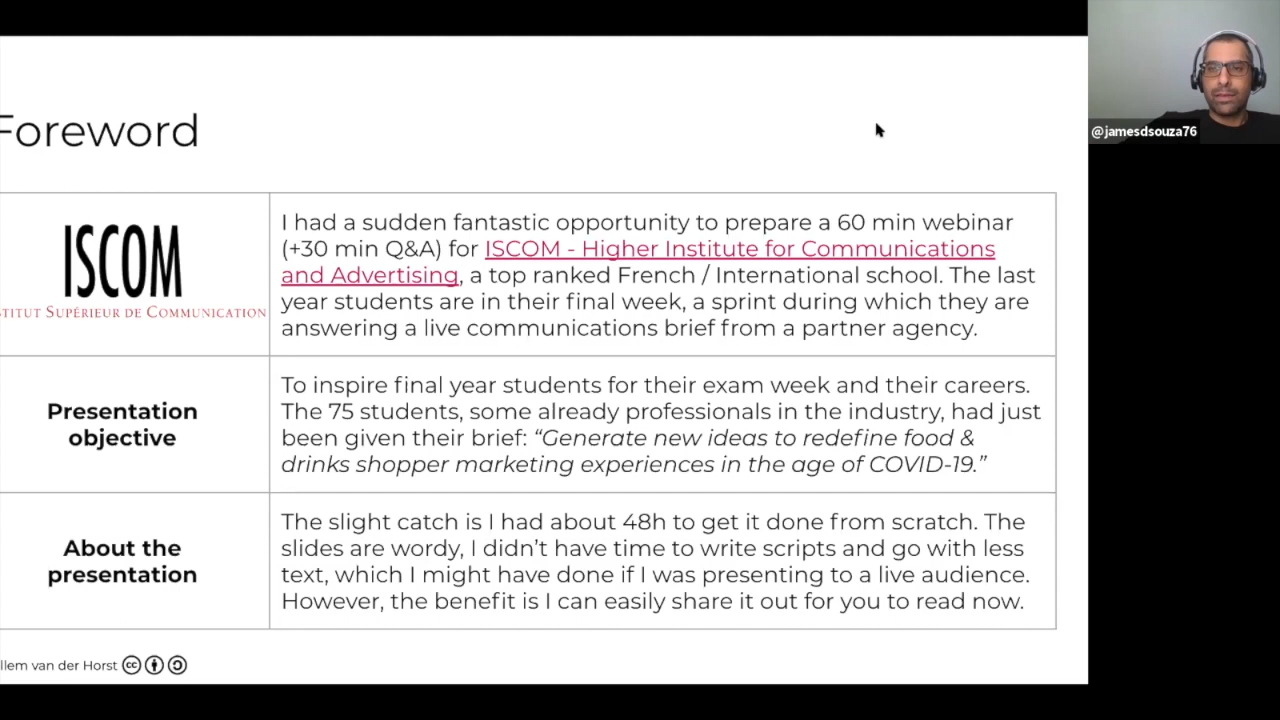 Foreword
@jamesdsouza76
ISCOM
TITUT SUPÉRIEUR DE COMMUNICATION
I had a sudden fantastic opportunity to prepare a 60 min webinar
(+30 min Q&A) for ISCOM - Higher Institute for Communications
and Advertising, a top ranked French / International school. The last
year students are in their final week, a sprint during which they are
answering a live communications brief from a partner agency.
Presentation
objective
To inspire final year students for their exam week and their careers.
The 75 students, some already professionals in the industry, had just
been given their brief: “Generate new ideas to redefine food &
drinks shopper marketing experiences in the age of COVID-19.”
About the
presentation
The slight catch is I had about 48h to get it done from scratch. The
slides are wordy, I didn’t have time to write scripts and go with less
text, which I might have done if I was presenting to a live audience.
However, the benefit is I can easily share it out for you to read now.
llem van der Horst
cc